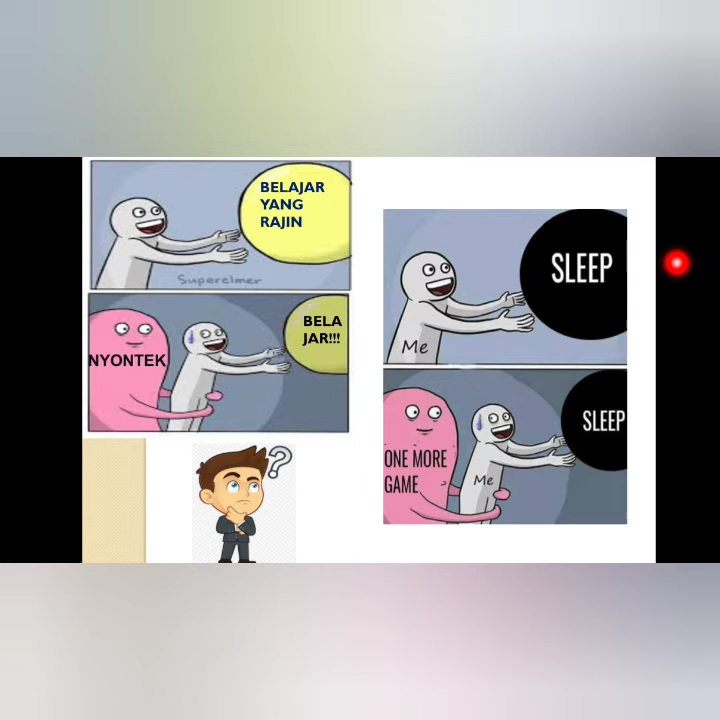 BELAJAR
YANG
RAJIN
Superelmer
BELA
JAR!!!
NYONTEK
?
SLEEP
Me
SLEEP
ONE MORE
GAME
Me